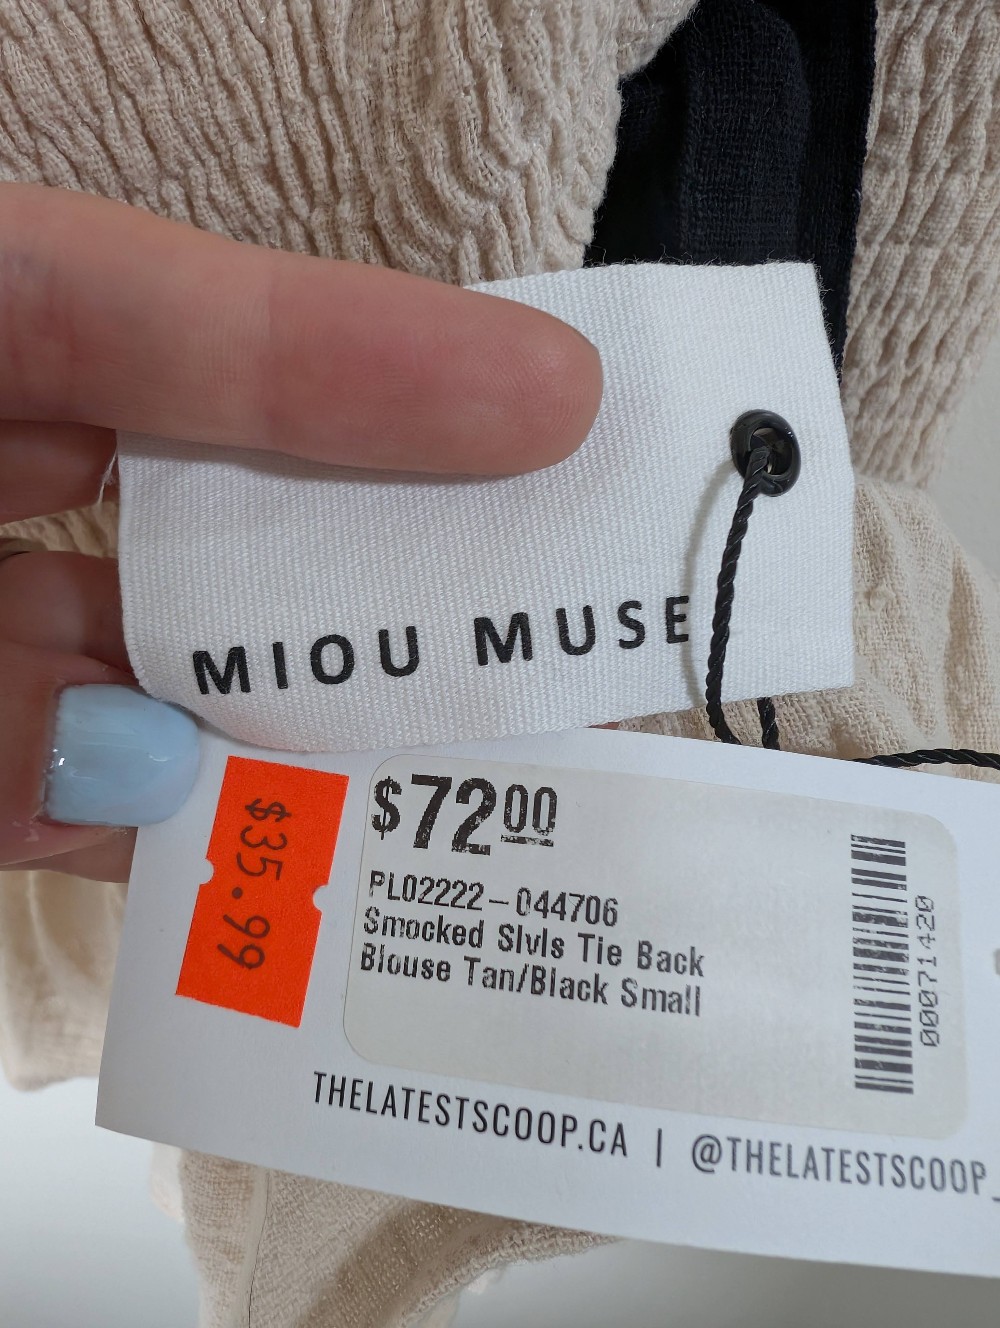 MIOU MUSE
$35.99
$72.00
PL02222-044706
Smocked Slvls Tie Back
Blouse Tan/Black Small
000071420
THELATESTSCOOP.CA | @THELATESTSCOOP_